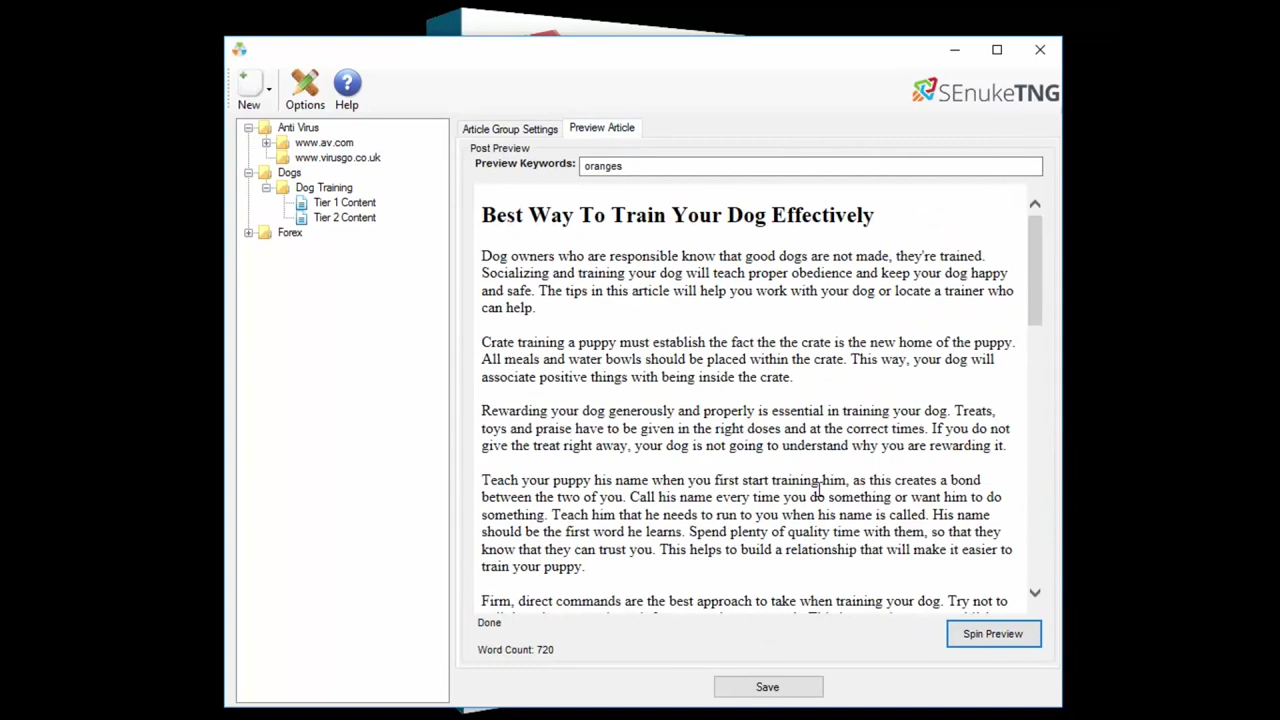 New
Options
Help
SEnukeTNG
Anti Virus
www.av.com
www.virusgo.co.uk
Dogs
Dog Training
Tier 1 Content
Tier 2 Content
Forex
Article Group Settings
Preview Article
Post Preview
Preview Keywords: oranges
Best Way To Train Your Dog Effectively
Dog owners who are responsible know that good dogs are not made, they're trained.
Socializing and training your dog will teach proper obedience and keep your dog happy
and safe. The tips in this article will help you work with your dog or locate a trainer who
can help.
Crate training a puppy must establish the fact the the crate is the new home of the puppy.
All meals and water bowls should be placed within the crate. This way, your dog will
associate positive things with being inside the crate.
Rewarding your dog generously and properly is essential in training your dog. Treats,
toys and praise have to be given in the right doses and at the correct times. If you do not
give the treat right away, your dog is not going to understand why you are rewarding it.
Teach your puppy his name when you first start training him, as this creates a bond
between the two of you. Call his name every time you do something or want him to do
something. Teach him that he needs to run to you when his name is called. His name
should be the first word he learns. Spend plenty of quality time with them, so that they
know that they can trust you. This helps to build a relationship that will make it easier to
train your puppy.
Firm, direct commands are the best approach to take when training your dog. Try not to
Done
Spin Preview
Word Count: 720
Save